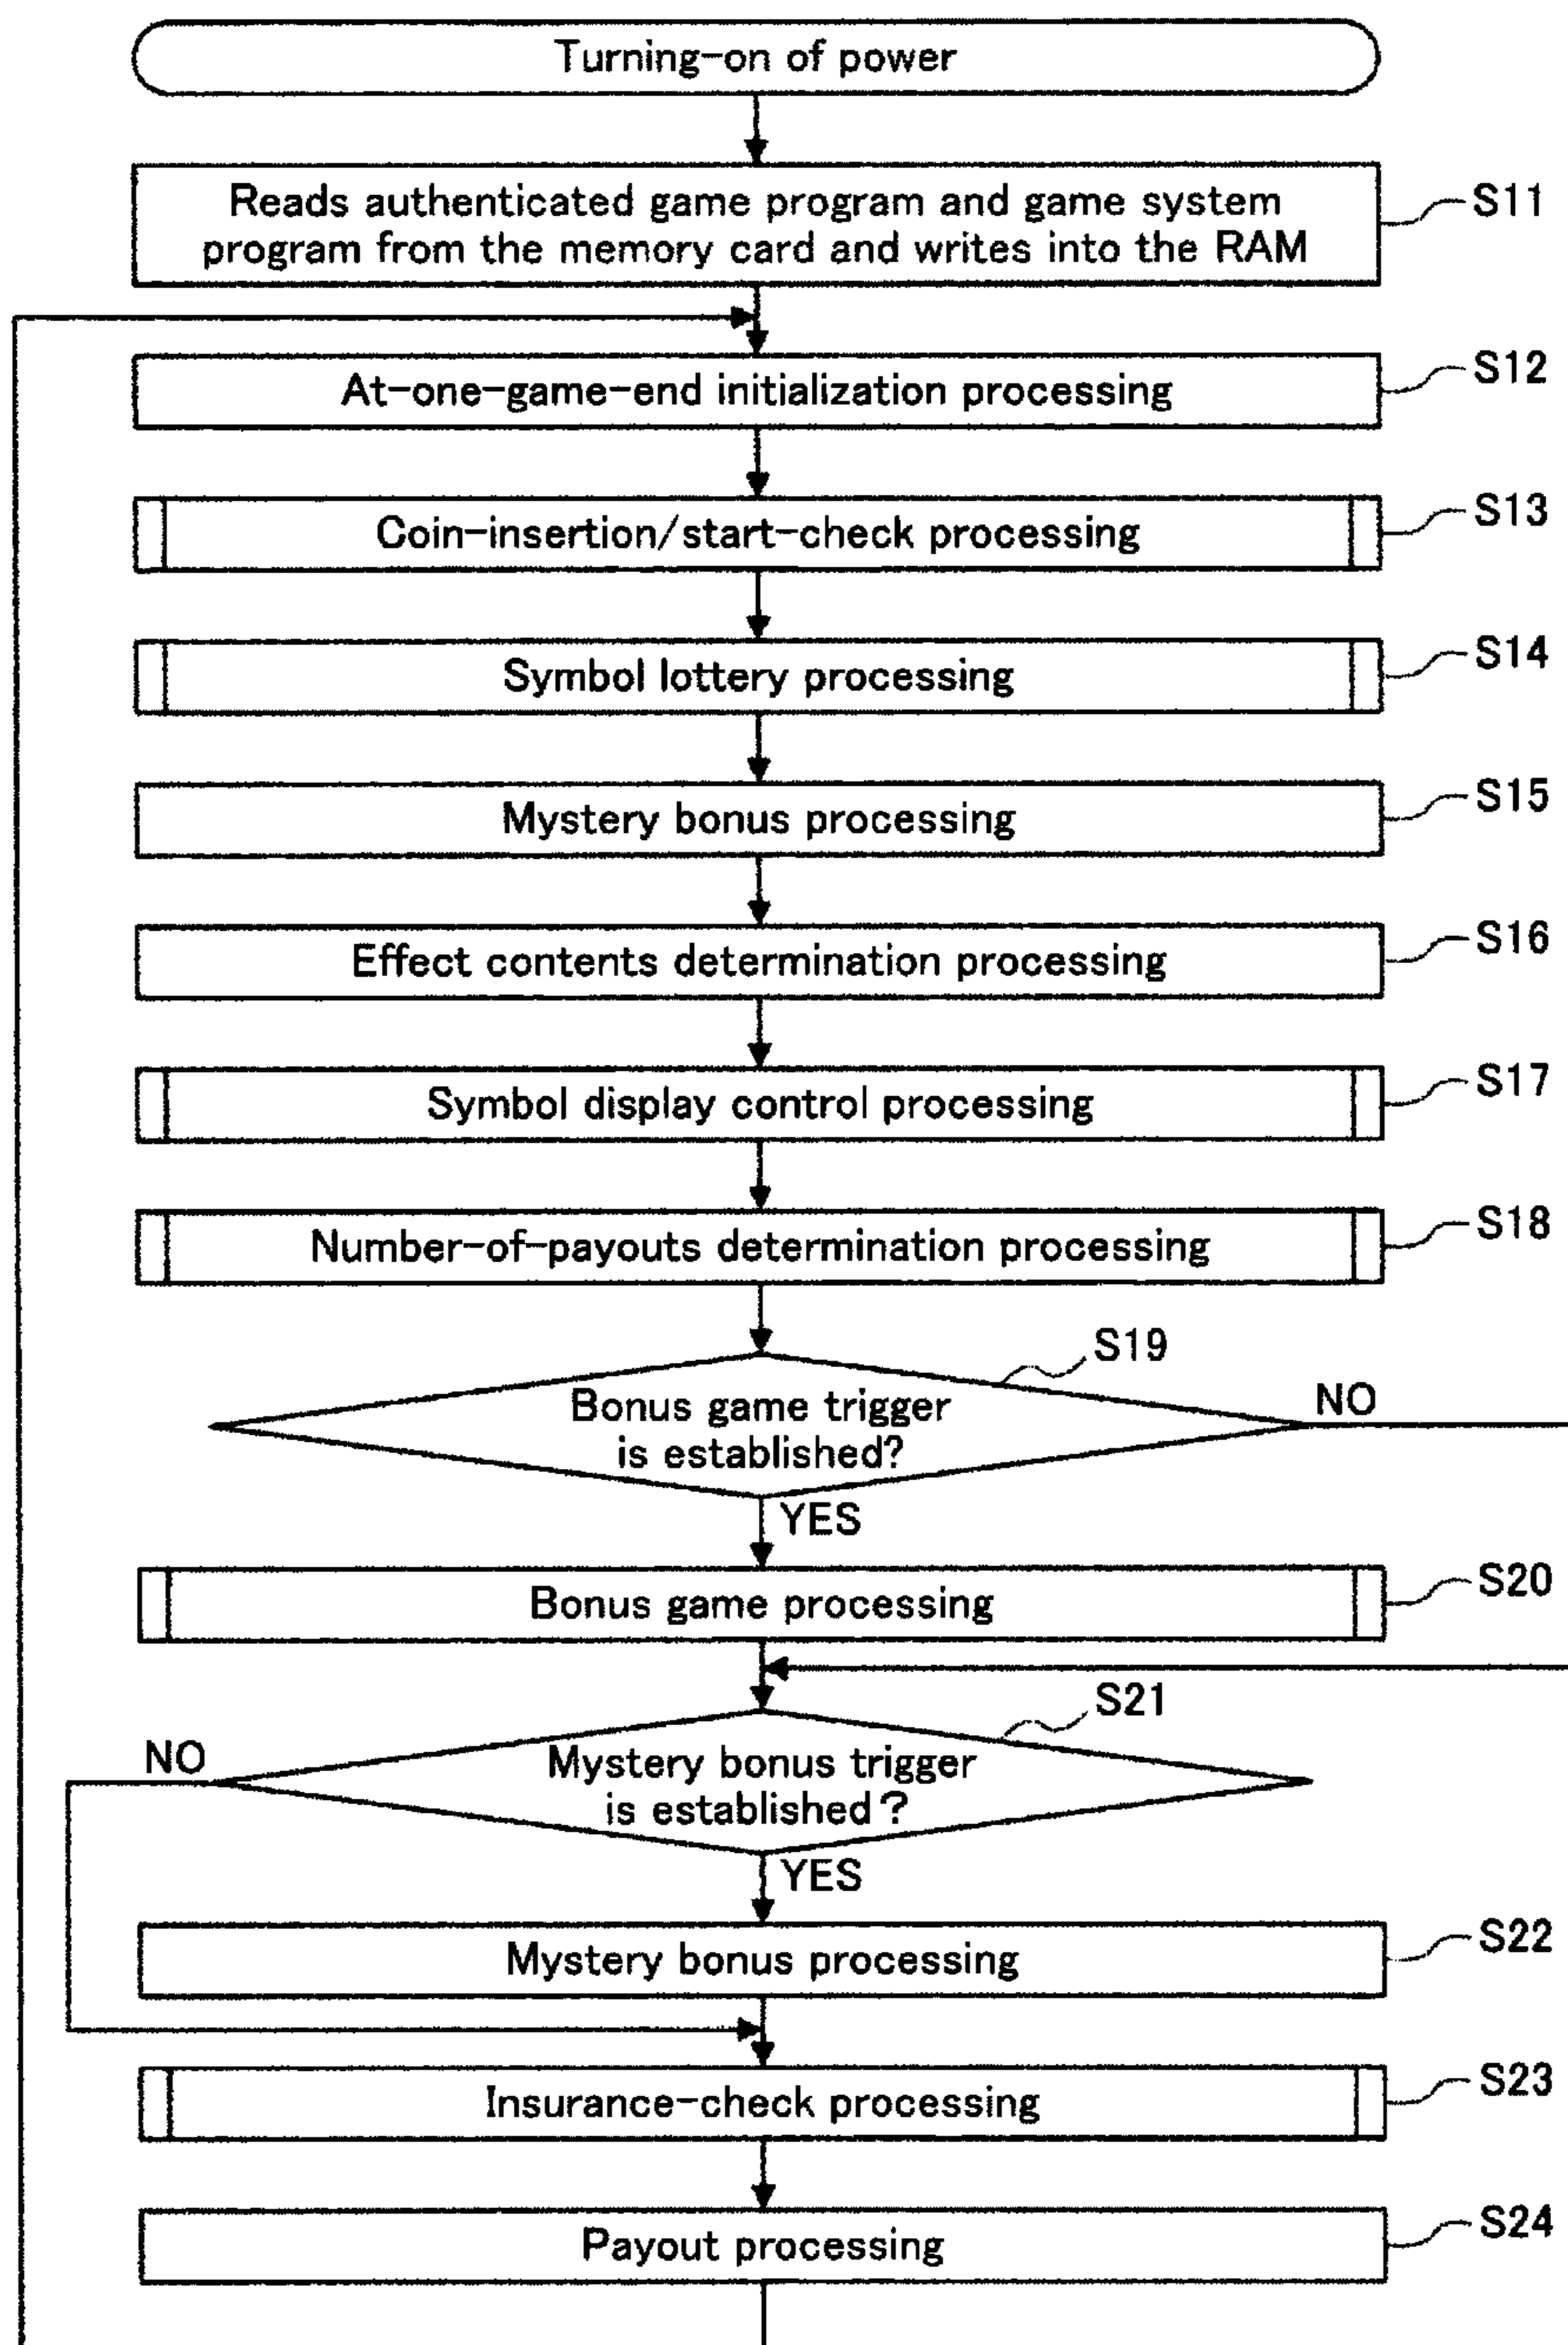 Turning-on of power
Reads authenticated game program and game system
program from the memory card and writes into the RAM
S11
At-one-game-end initialization processing
S12
Coin-insertion/start-check processing
S13
Symbol lottery processing
S14
Mystery bonus processing
S15
Effect contents determination processing
S16
Symbol display control processing
S17
Number-of-payouts determination processing
S18
S19
Bonus game trigger
is established?
NO
YES
Bonus game processing
S20
S21
NO
Mystery bonus trigger
is established?
YES
Mystery bonus processing
S22
Insurance-check processing
S23
Payout processing
S24